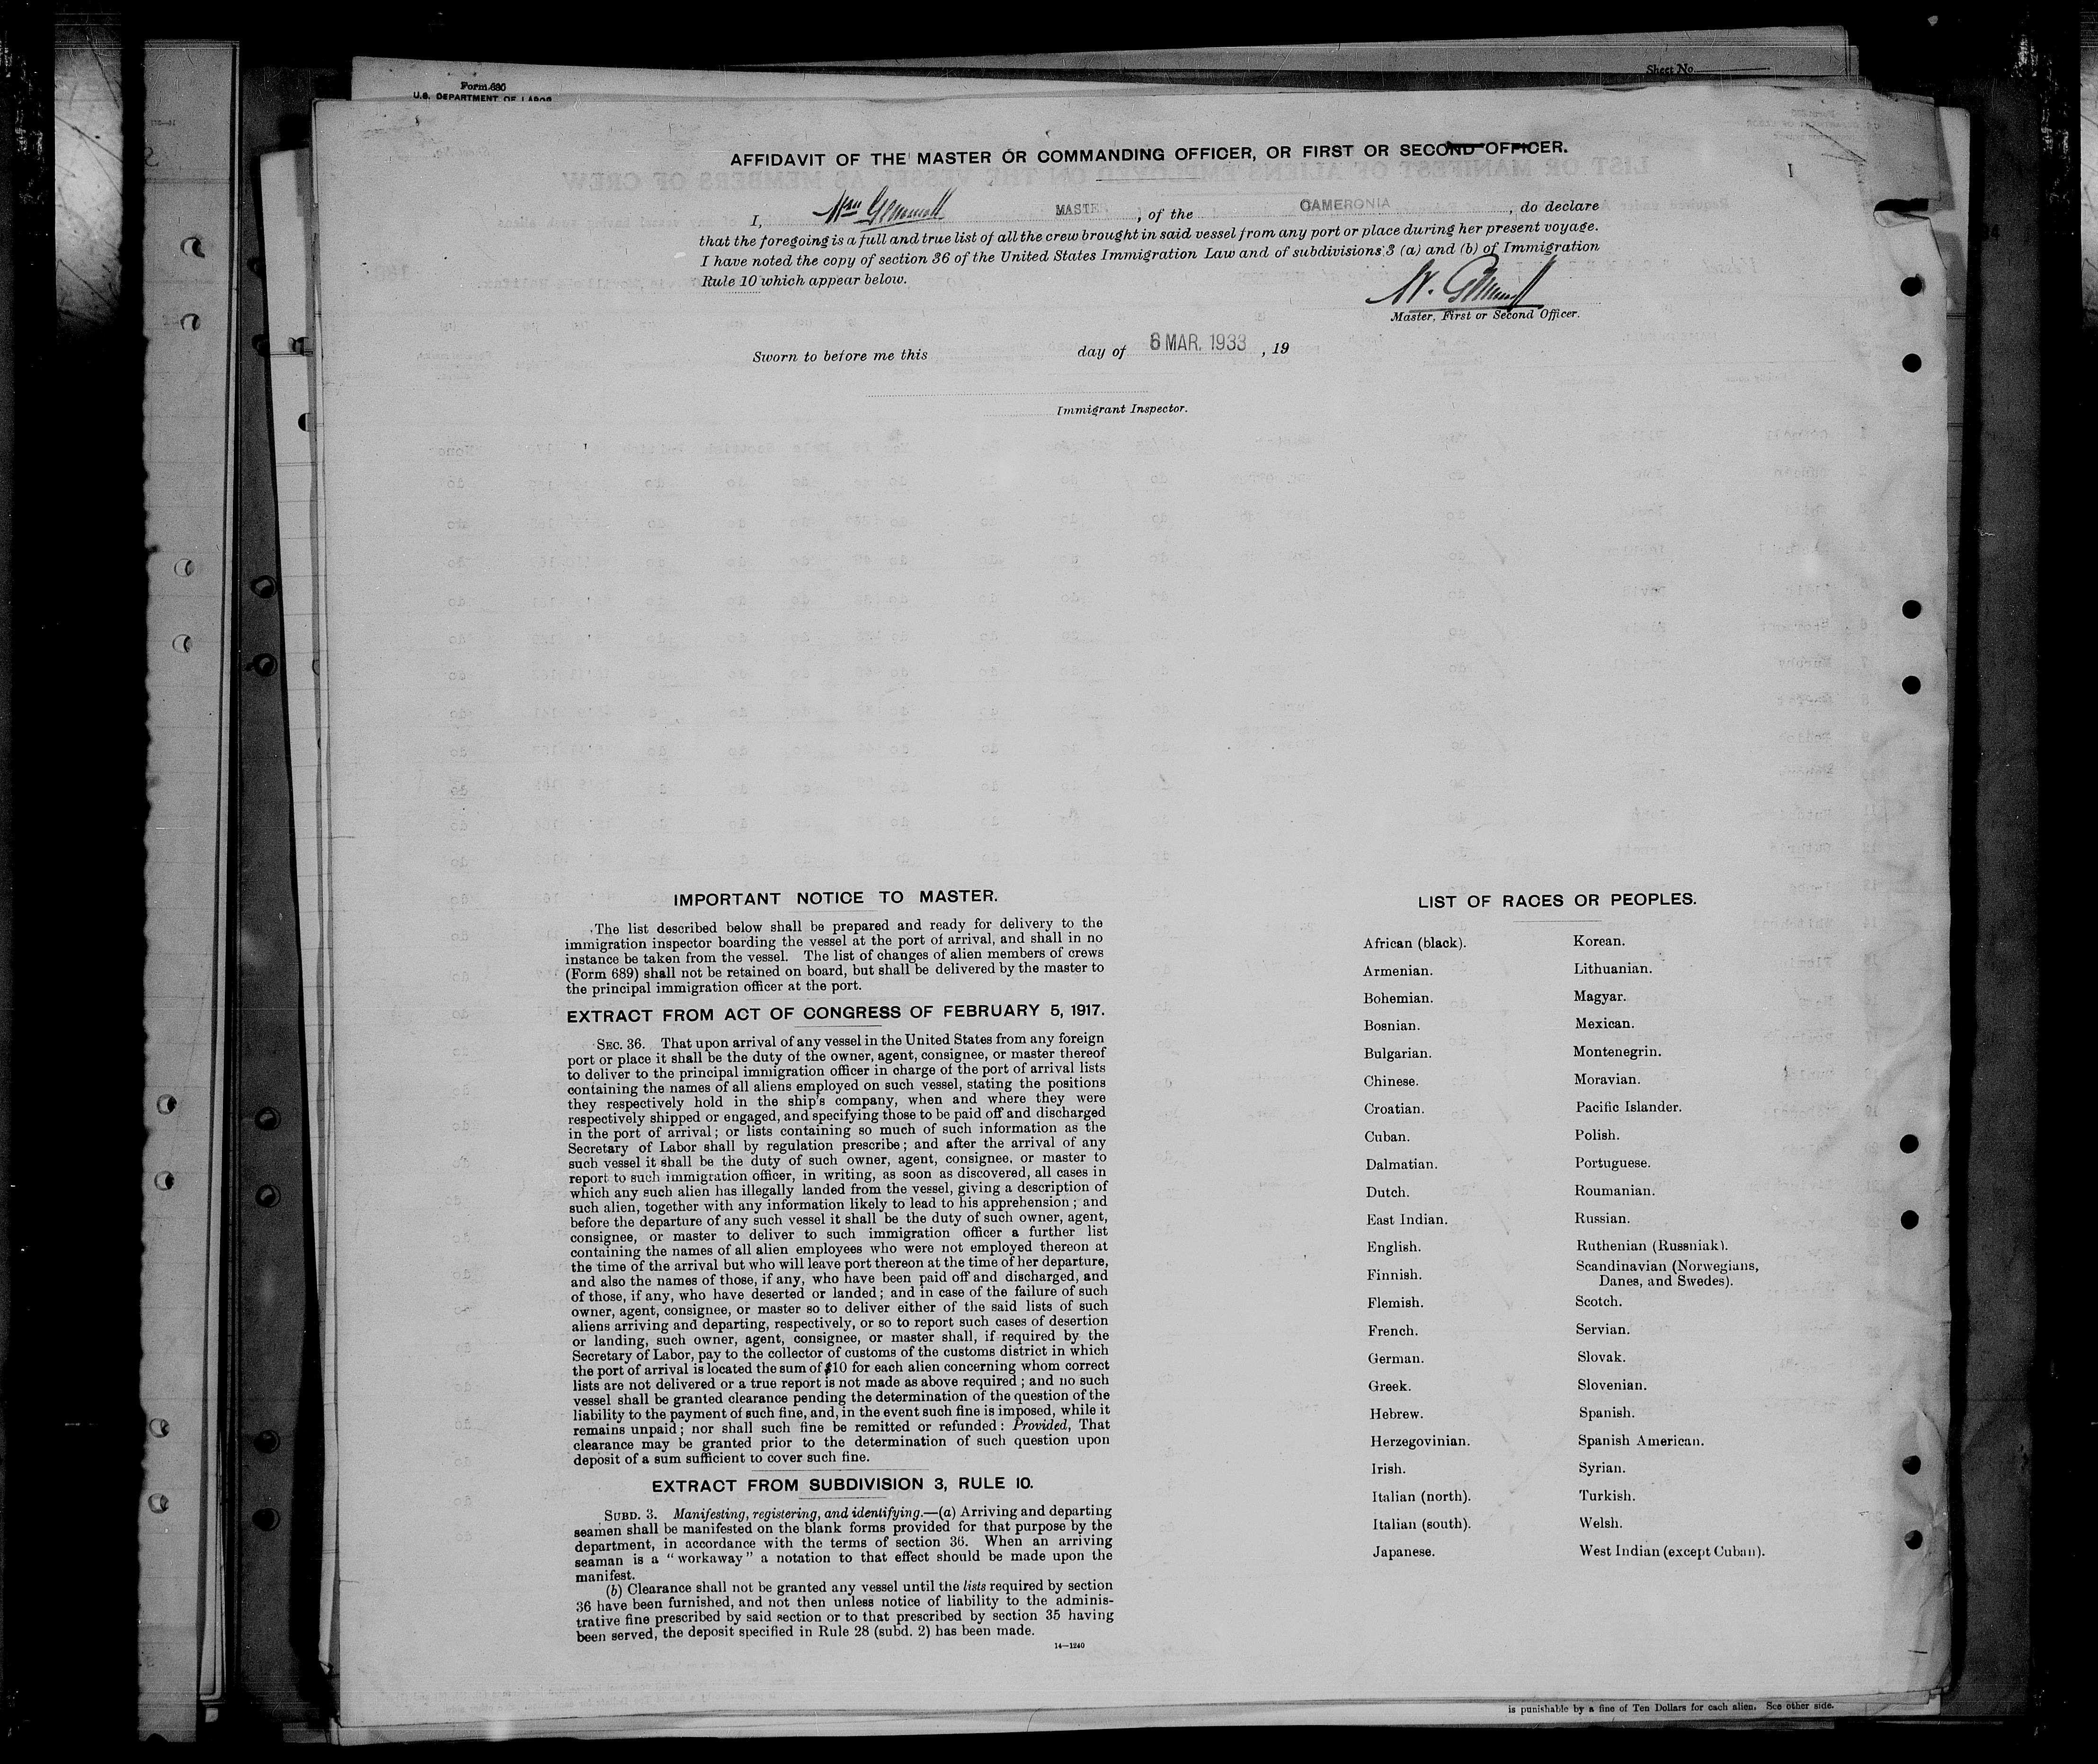 Sheet No.
Form 680
U.S. DEPARTMENT OF LABOR
AFFIDAVIT OF THE MASTER OR COMMANDING OFFICER, OR FIRST OR SECOND OFFICER.
I
I, Wm Gemmell MASTER, of the CAMERONIA, do declare
that the foregoing is a full and true list of all the crew brought in said vessel from any port or place during her present voyage.
I have noted the copy of section 36 of the United States Immigration Law and of subdivisions 3 (a) and (b) of Immigration
Rule 10 which appear below.
W. Gemmell
Master, First or Second Officer.
Sworn to before me this day of 6 MAR. 1933, 19
Immigrant Inspector.
IMPORTANT NOTICE TO MASTER.
The list described below shall be prepared and ready for delivery to the
immigration inspector boarding the vessel at the port of arrival, and shall in no
instance be taken from the vessel. The list of changes of alien members of crews
(Form 689) shall not be retained on board, but shall be delivered by the master to
the principal immigration officer at the port.
EXTRACT FROM ACT OF CONGRESS OF FEBRUARY 5, 1917.
SEC. 36. That upon arrival of any vessel in the United States from any foreign
port or place it shall be the duty of the owner, agent, consignee, or master thereof
to deliver to the principal immigration officer in charge of the port of arrival lists
containing the names of all aliens employed on such vessel, stating the positions
they respectively hold in the ship's company, when and where they were
respectively shipped or engaged, and specifying those to be paid off and discharged
in the port of arrival; or lists containing so much of such information as the
Secretary of Labor shall by regulation prescribe; and after the arrival of any
such vessel it shall be the duty of such owner, agent, consignee, or master to
report to such immigration officer, in writing, as soon as discovered, all cases in
which any such alien has illegally landed from the vessel, giving a description of
such alien, together with any information likely to lead to his apprehension; and
before the departure of any such vessel it shall be the duty of such owner, agent,
consignee, or master to deliver to such immigration officer a further list
containing the names of all alien employees who were not employed thereon at
the time of the arrival but who will leave port thereon at the time of her departure,
and also the names of those, if any, who have been paid off and discharged, and
of those, if any, who have deserted or landed; and in case of the failure of such
owner, agent, consignee, or master so to deliver either of the said lists of such
aliens arriving and departing, respectively, or so to report such cases of desertion
or landing, such owner, agent, consignee, or master shall, if required by the
Secretary of Labor, pay to the collector of customs of the customs district in which
the port of arrival is located the sum of $10 for each alien concerning whom correct
lists are not delivered or a true report is not made as above required; and no such
vessel shall be granted clearance pending the determination of the question of the
liability to the payment of such fine, and, in the event such fine is imposed, while it
remains unpaid; nor shall such fine be remitted or refunded: Provided, That
clearance may be granted prior to the determination of such question upon
deposit of a sum sufficient to cover such fine.
EXTRACT FROM SUBDIVISION 3, RULE 10.
SUBD. 3. Manifesting, registering, and identifying.—(a) Arriving and departing
seamen shall be manifested on the blank forms provided for that purpose by the
department, in accordance with the terms of section 36. When an arriving
seaman is a "workaway" a notation to that effect should be made upon the
manifest.
(b) Clearance shall not be granted any vessel until the lists required by section
36 have been furnished, and not then unless notice of liability to the adminis-
trative fine prescribed by said section or to that prescribed by section 35 having
been served, the deposit specified in Rule 28 (subd. 2) has been made.
14—1240
LIST OF RACES OR PEOPLES.
African (black).
Armenian.
Bohemian.
Bosnian.
Bulgarian.
Chinese.
Croatian.
Cuban.
Dalmatian.
Dutch.
East Indian.
English.
Finnish.
Flemish.
French.
German.
Greek.
Hebrew.
Herzegovinian.
Irish.
Italian (north).
Italian (south).
Japanese.
Korean.
Lithuanian.
Magyar.
Mexican.
Montenegrin.
Moravian.
Pacific Islander.
Polish.
Portuguese.
Roumanian.
Russian.
Ruthenian (Russniak).
Scandinavian (Norwegians,
Danes, and Swedes).
Scotch.
Servian.
Slovak.
Slovenian.
Spanish.
Spanish American.
Syrian.
Turkish.
Welsh.
West Indian (except Cuban).
is punishable by a fine of Ten Dollars for each alien. See other side.